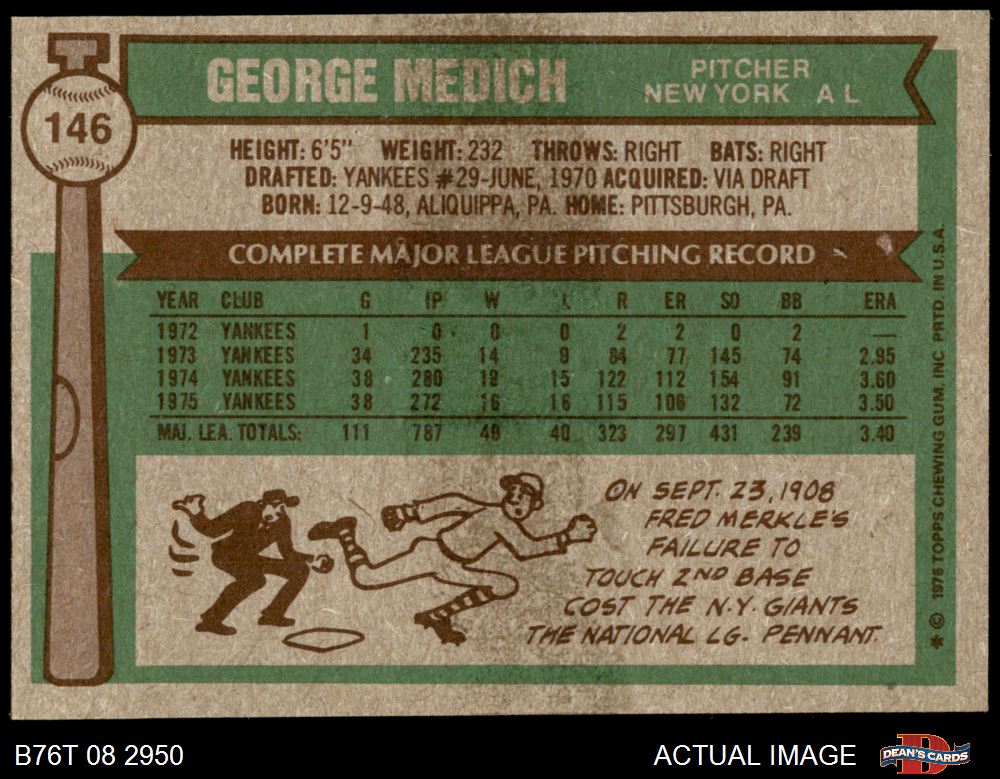 146
GEORGE MEDICH
PITCHER
NEW YORK A L
HEIGHT: 6'5" WEIGHT: 232 THROWS: RIGHT BATS: RIGHT
DRAFTED: YANKEES #29-JUNE, 1970 ACQUIRED: VIA DRAFT
BORN: 12-9-48, ALIQUIPPA, PA. HOME: PITTSBURGH, PA.
COMPLETE MAJOR LEAGUE PITCHING RECORD
YEAR CLUB G IP W L R ER SO BB ERA
1972 YANKEES 1 0 0 0 2 2 0 2 —
1973 YANKEES 34 235 14 9 84 77 145 74 2.95
1974 YANKEES 38 280 19 15 122 112 154 91 3.60
1975 YANKEES 38 272 16 16 115 106 132 72 3.50
MAJ. LEA. TOTALS: 111 787 49 40 323 297 431 239 3.40
ON SEPT. 23, 1908
FRED MERKLE'S
FAILURE TO
TOUCH 2ND BASE
COST THE N.Y. GIANTS
THE NATIONAL LG. PENNANT.
* © 1976 TOPPS CHEWING GUM, INC PRTD. IN U.S.A.
B76T 08 2950
ACTUAL IMAGE
DEAN'S CARDS